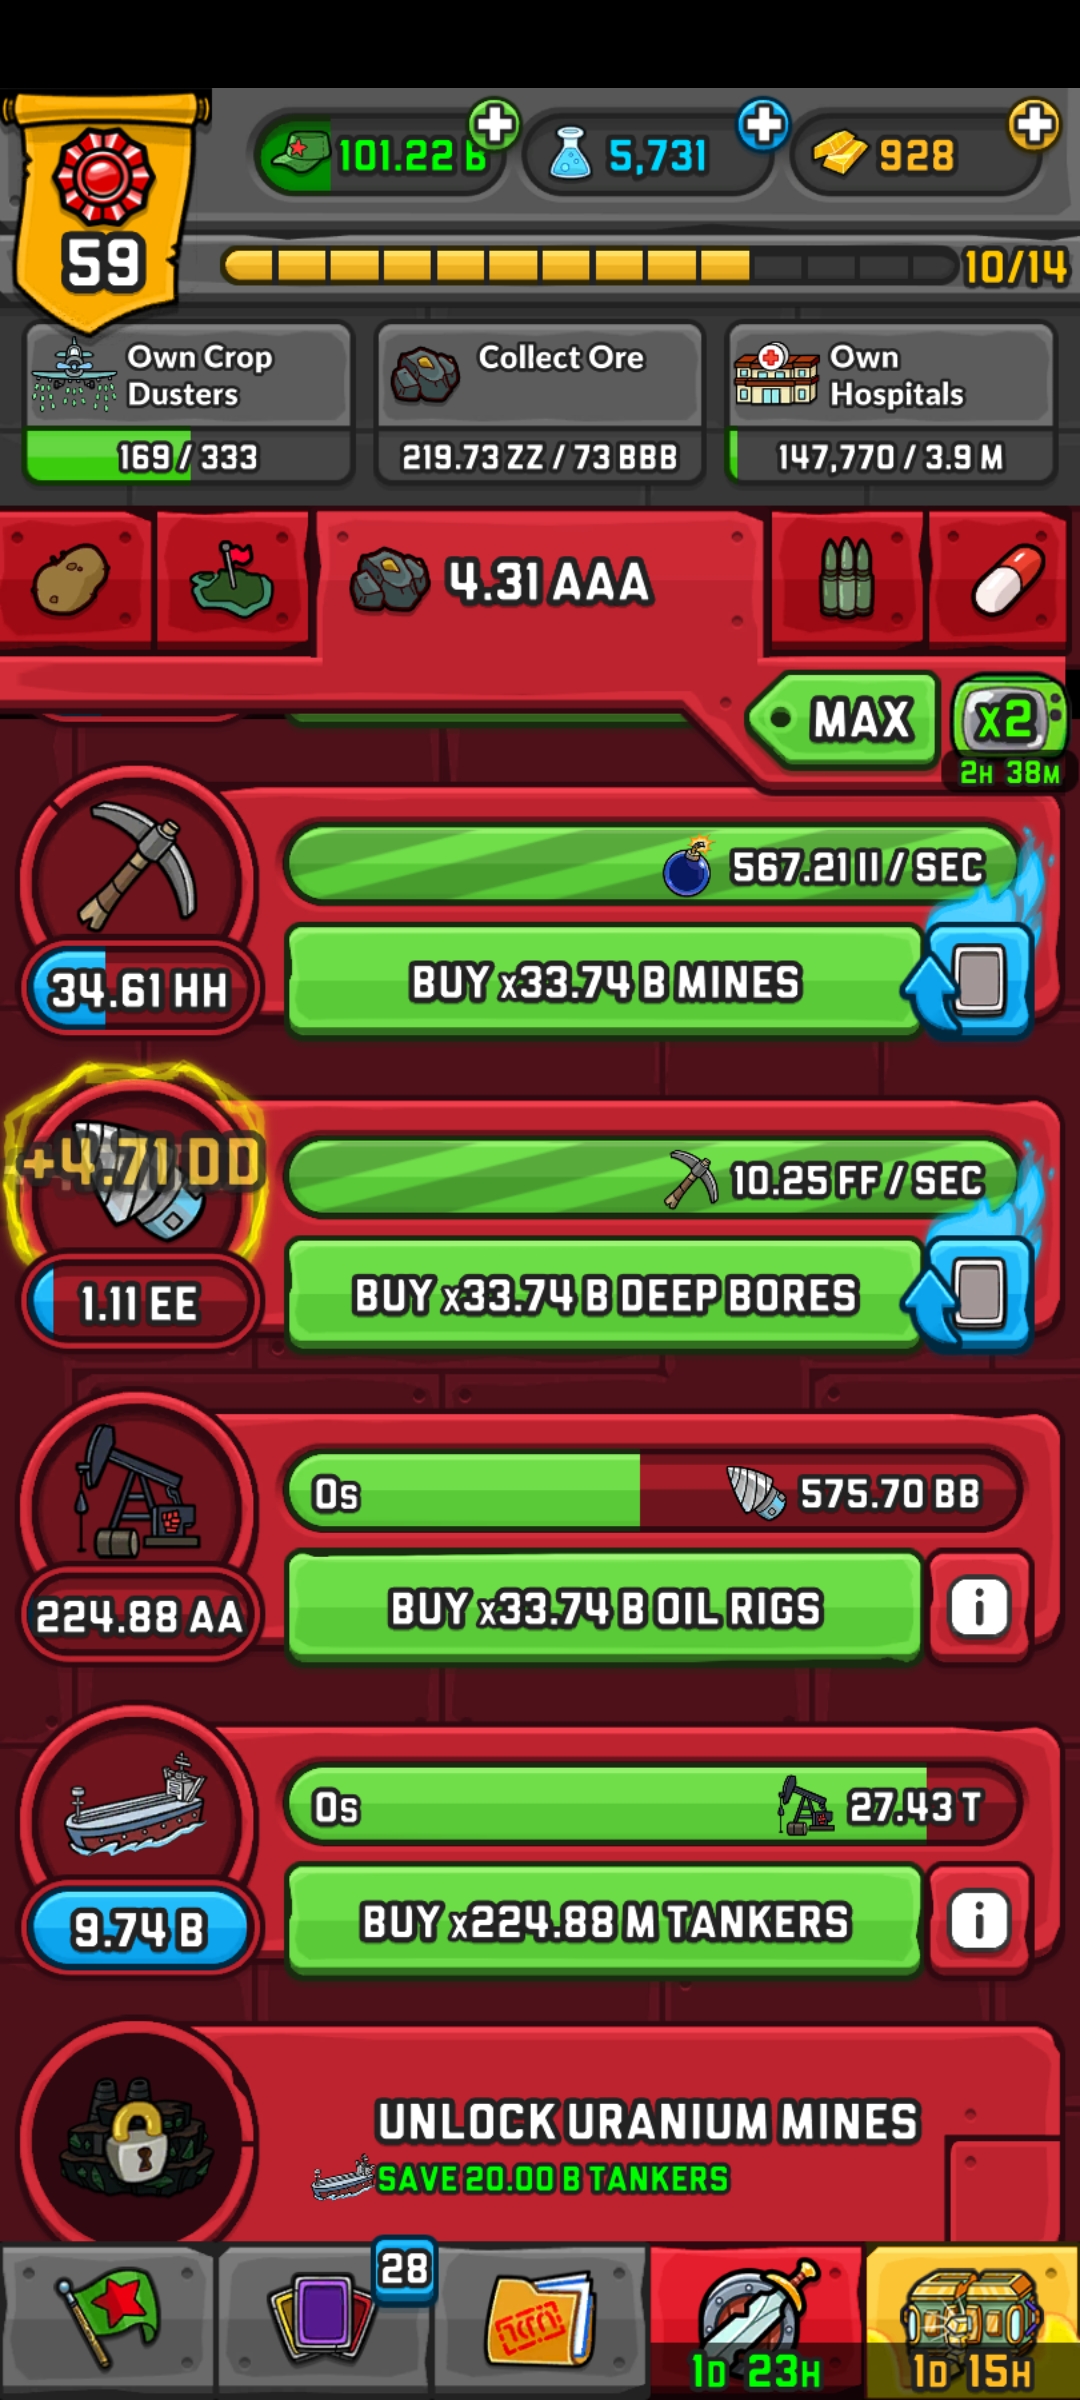 59
101.22 B
5,731
928
10/14
Own Crop
Dusters
169 / 333
Collect Ore
219.73 ZZ / 73 BBB
Own
Hospitals
147,770 / 3.9 M
4.31 AAA
MAX
x2
2H 38M
567.21 II / SEC
34.61 HH
BUY x33.74 B MINES
+4.71 DD
10.25 FF / SEC
1.11 EE
BUY x33.74 B DEEP BORES
0s
575.70 BB
224.88 AA
BUY x33.74 B OIL RIGS
i
0s
27.43 T
9.74 B
BUY x224.88 M TANKERS
i
UNLOCK URANIUM MINES
SAVE 20.00 B TANKERS
28
1D 23H
1D 15H